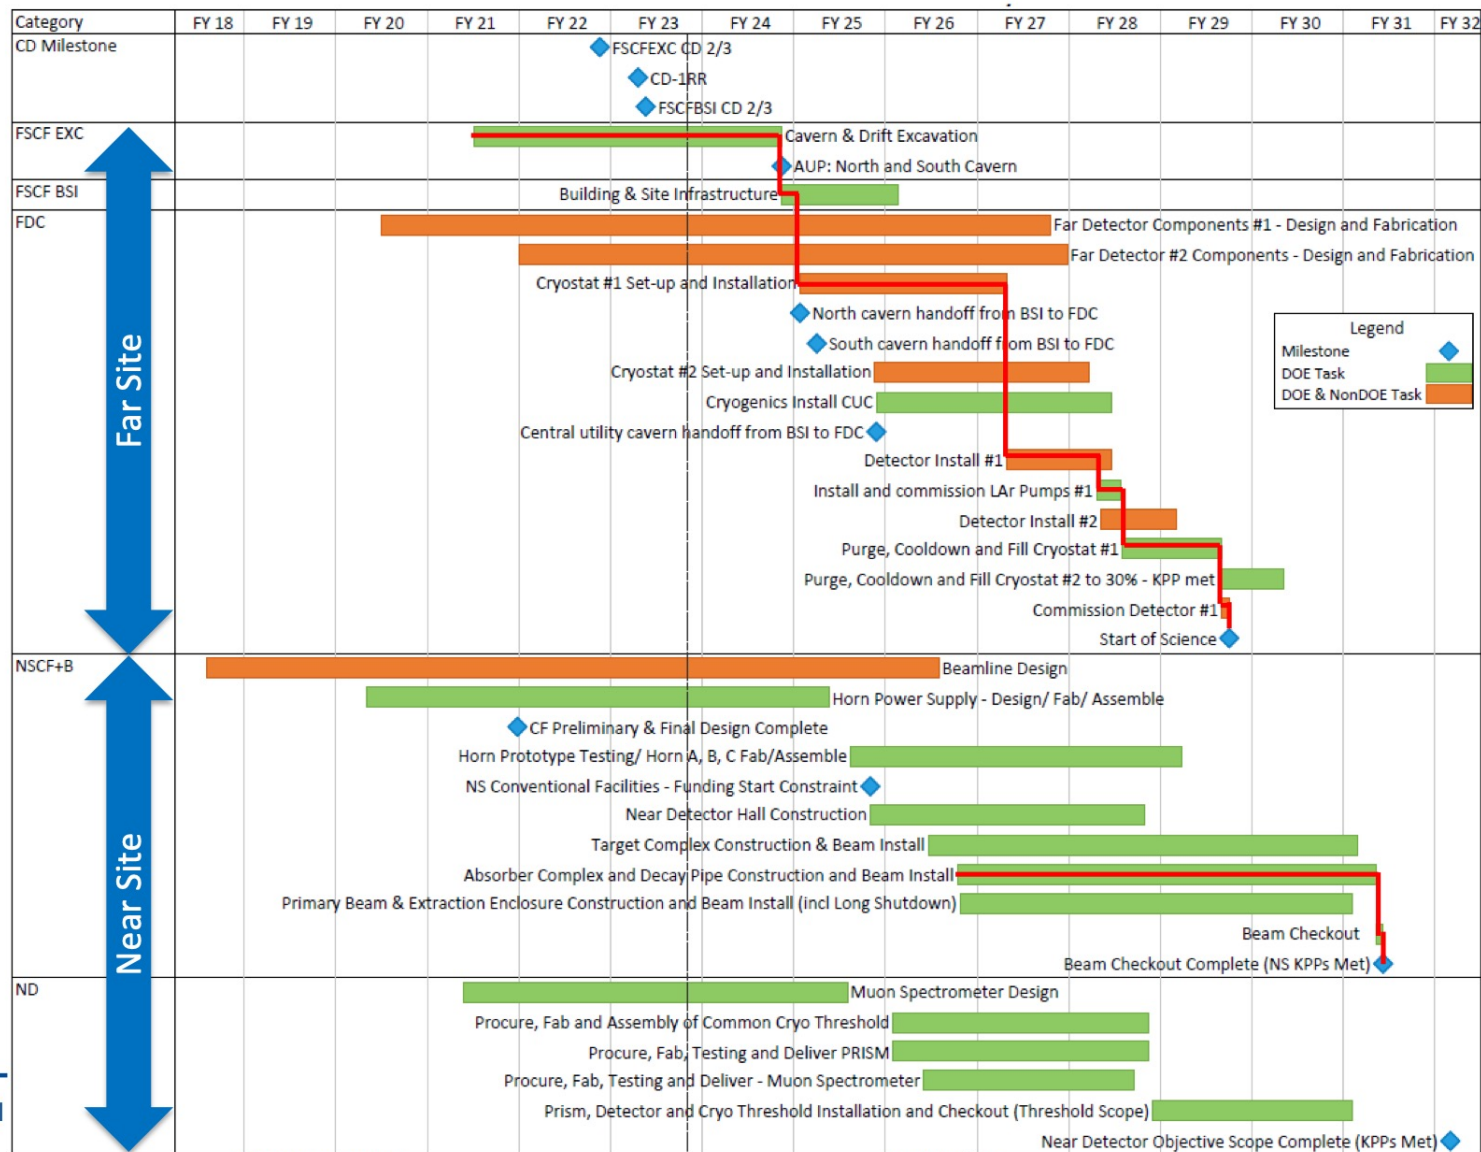 Category FY 18 FY 19 FY 20 FY 21 FY 22 FY 23 FY 24 FY 25 FY 26 FY 27 FY 28 FY 29 FY 30 FY 31 FY 32
CD Milestone
FSCFEXC CD 2/3
CD-1RR
FSCFBSI CD 2/3
Far Site
FSCF EXC
Cavern & Drift Excavation
AUP: North and South Cavern
FSCF BSI
Building & Site Infrastructure
FDC
Far Detector Components #1 - Design and Fabrication
Far Detector #2 Components - Design and Fabrication
Cryostat #1 Set-up and Installation
North cavern handoff from BSI to FDC
South cavern handoff from BSI to FDC
Cryostat #2 Set-up and Installation
Cryogenics Install CUC
Central utility cavern handoff from BSI to FDC
Detector Install #1
Install and commission LAr Pumps #1
Detector Install #2
Purge, Cooldown and Fill Cryostat #1
Purge, Cooldown and Fill Cryostat #2 to 30% - KPP met
Commission Detector #1
Start of Science
Legend
Milestone
DOE Task
DOE & NonDOE Task
Near Site
NSCF+B
Beamline Design
Horn Power Supply - Design/ Fab/ Assemble
CF Preliminary & Final Design Complete
Horn Prototype Testing/ Horn A, B, C Fab/Assemble
NS Conventional Facilities - Funding Start Constraint
Near Detector Hall Construction
Target Complex Construction & Beam Install
Absorber Complex and Decay Pipe Construction and Beam Install
Primary Beam & Extraction Enclosure Construction and Beam Install (incl Long Shutdown)
Beam Checkout
Beam Checkout Complete (NS KPPs Met)
ND
Muon Spectrometer Design
Procure, Fab and Assembly of Common Cryo Threshold
Procure, Fab, Testing and Deliver PRISM
Procure, Fab, Testing and Deliver - Muon Spectrometer
Prism, Detector and Cryo Threshold Installation and Checkout (Threshold Scope)
Near Detector Objective Scope Complete (KPPs Met)